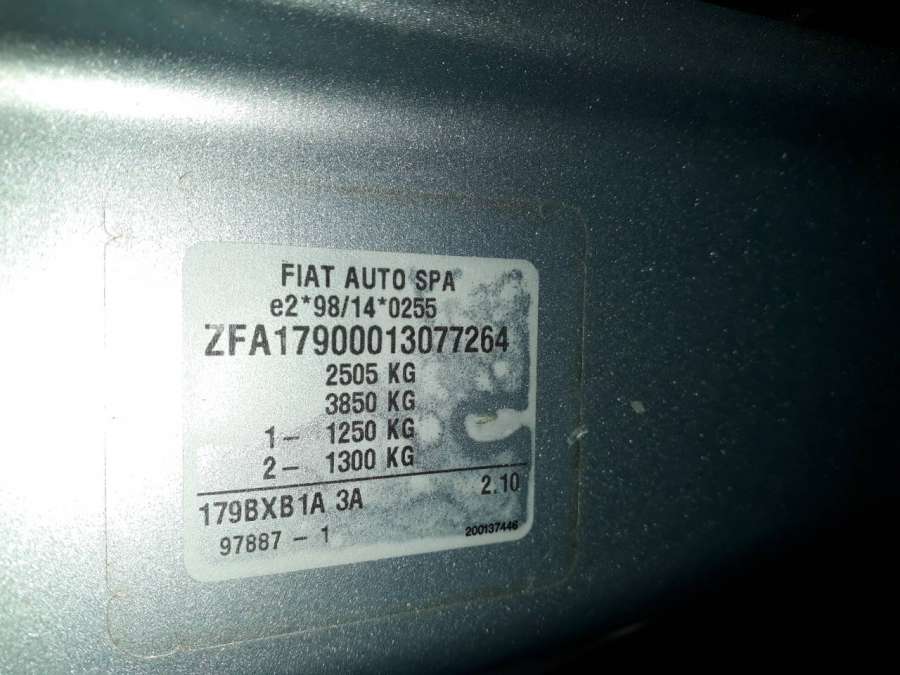 FIAT AUTO SPA
e2*98/14*0255
ZFA17900013077264
2505 KG
3850 KG
1- 1250 KG
2- 1300 KG
179BXB1A 3A 2.10
97887 - 1 200137446